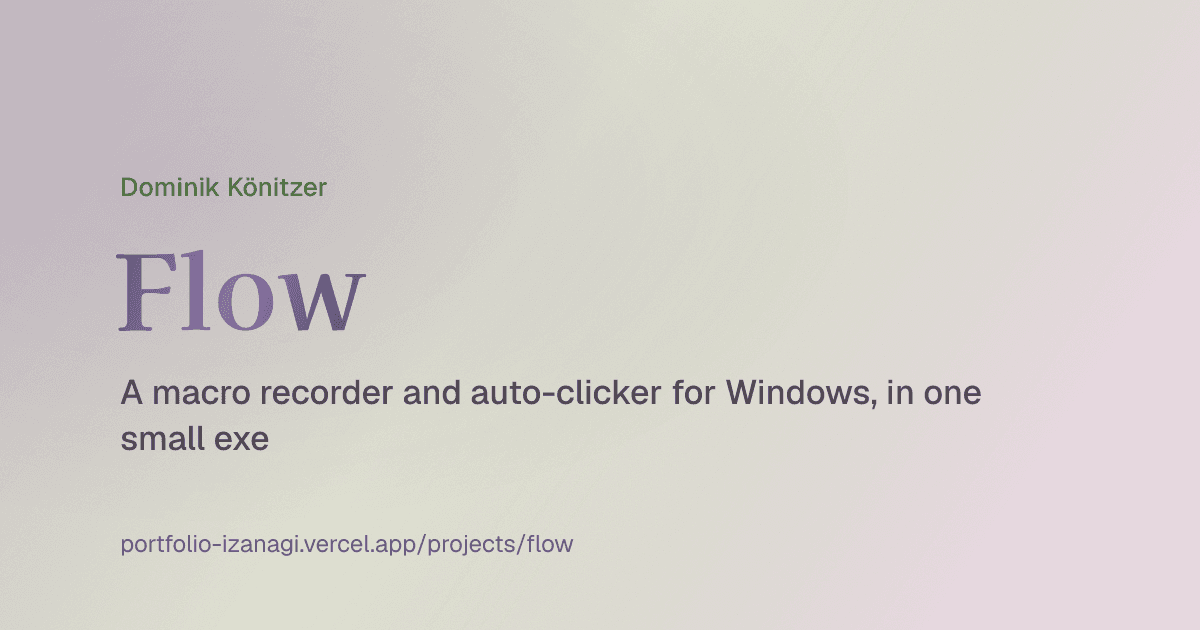 Dominik Könitzer
Flow
A macro recorder and auto-clicker for Windows, in one
small exe
portfolio-izanagi.vercel.app/projects/flow